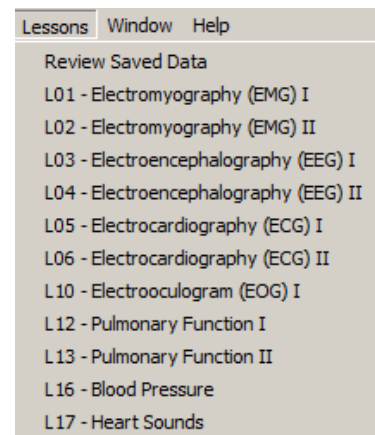 Lessons Window Help
Review Saved Data
L01 - Electromyography (EMG) I
L02 - Electromyography (EMG) II
L03 - Electroencephalography (EEG) I
L04 - Electroencephalography (EEG) II
L05 - Electrocardiography (ECG) I
L06 - Electrocardiography (ECG) II
L10 - Electrooculogram (EOG) I
L12 - Pulmonary Function I
L13 - Pulmonary Function II
L16 - Blood Pressure
L17 - Heart Sounds